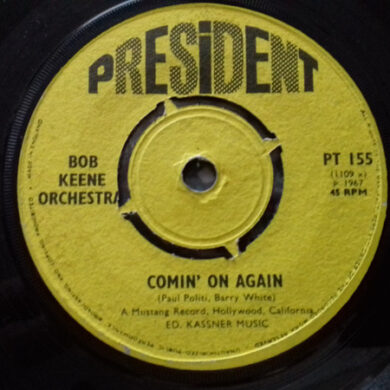 PRESiDENT
BOB
KEENE
ORCHESTRA
PT 155
(1109 x)
P 1967
45 RPM
COMIN' ON AGAIN
(Paul Politi, Barry White)
A Mustang Record, Hollywood, California
ED. KASSNER MUSIC